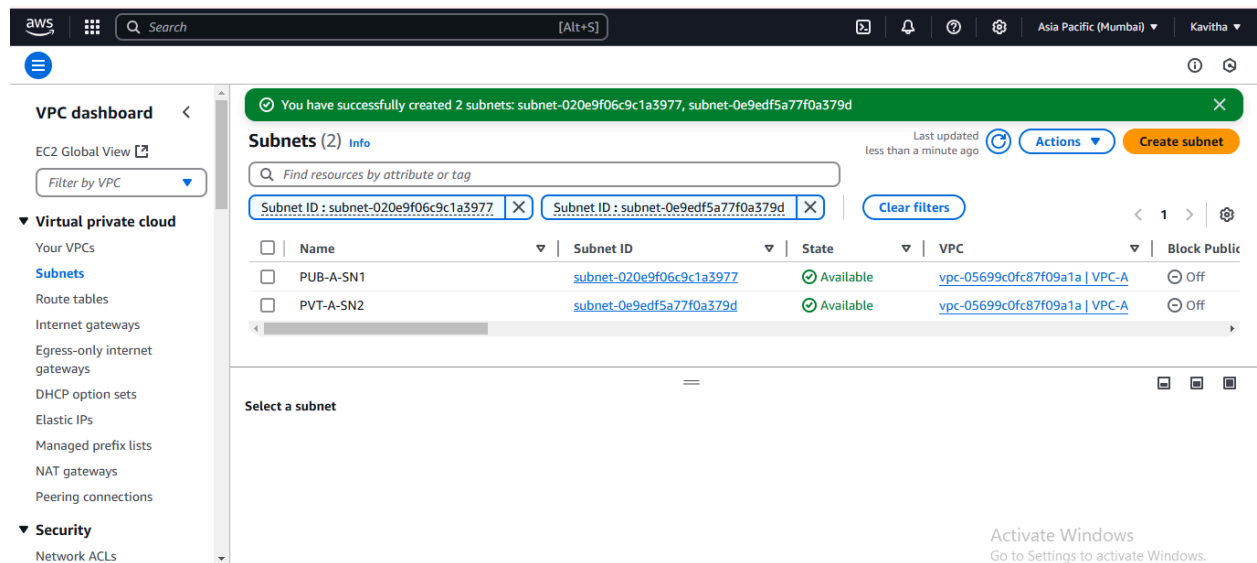 aws Search [Alt+S] Asia Pacific (Mumbai) Kavitha
VPC dashboard
EC2 Global View
Filter by VPC
Virtual private cloud
Your VPCs
Subnets
Route tables
Internet gateways
Egress-only internet
gateways
DHCP option sets
Elastic IPs
Managed prefix lists
NAT gateways
Peering connections
Security
Network ACLs
You have successfully created 2 subnets: subnet-020e9f06c9c1a3977, subnet-0e9edf5a77f0a379d
Subnets (2) Info
Last updated
less than a minute ago
Actions
Create subnet
Find resources by attribute or tag
Subnet ID : subnet-020e9f06c9c1a3977 Subnet ID : subnet-0e9edf5a77f0a379d Clear filters
1
Name Subnet ID State VPC Block Public
PUB-A-SN1 subnet-020e9f06c9c1a3977 Available vpc-05699c0fc87f09a1a | VPC-A Off
PVT-A-SN2 subnet-0e9edf5a77f0a379d Available vpc-05699c0fc87f09a1a | VPC-A Off
Select a subnet
Activate Windows
Go to Settings to activate Windows.